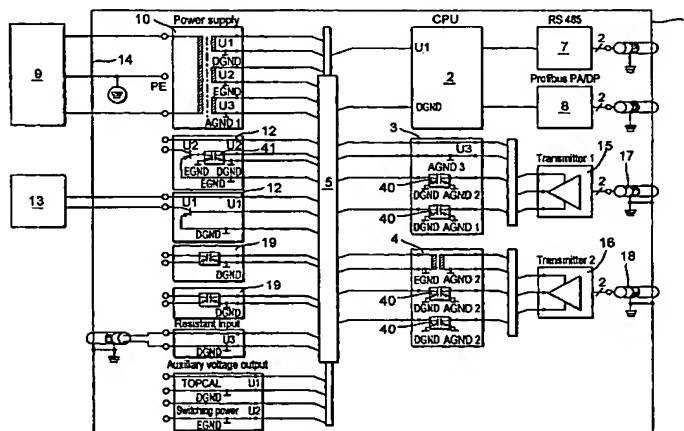 10 Power supply
CPU
RS 485
14
U1
DGND
U2
EGND
U3
AGND 1
PE
9
U1
2
DGND
7
2
8
2
Profibus PA/DP
12
U2
U2
41
EGND DGND
EGND
12
U1
U1
DGND
13
19
DGND
19
DGND
Resistant input
U3
DGND
Auxiliary voltage output
TOPCAL U1
DGND
Switching power U2
EGND
5
3
U3
AGND 3
40
DGND AGND 2
40
DGND AGND 1
15
Transmitter 1
2
17
4
EGND AGND 2
40
DGND AGND 2
40
DGND AGND 2
Transmitter 2
16
2
18